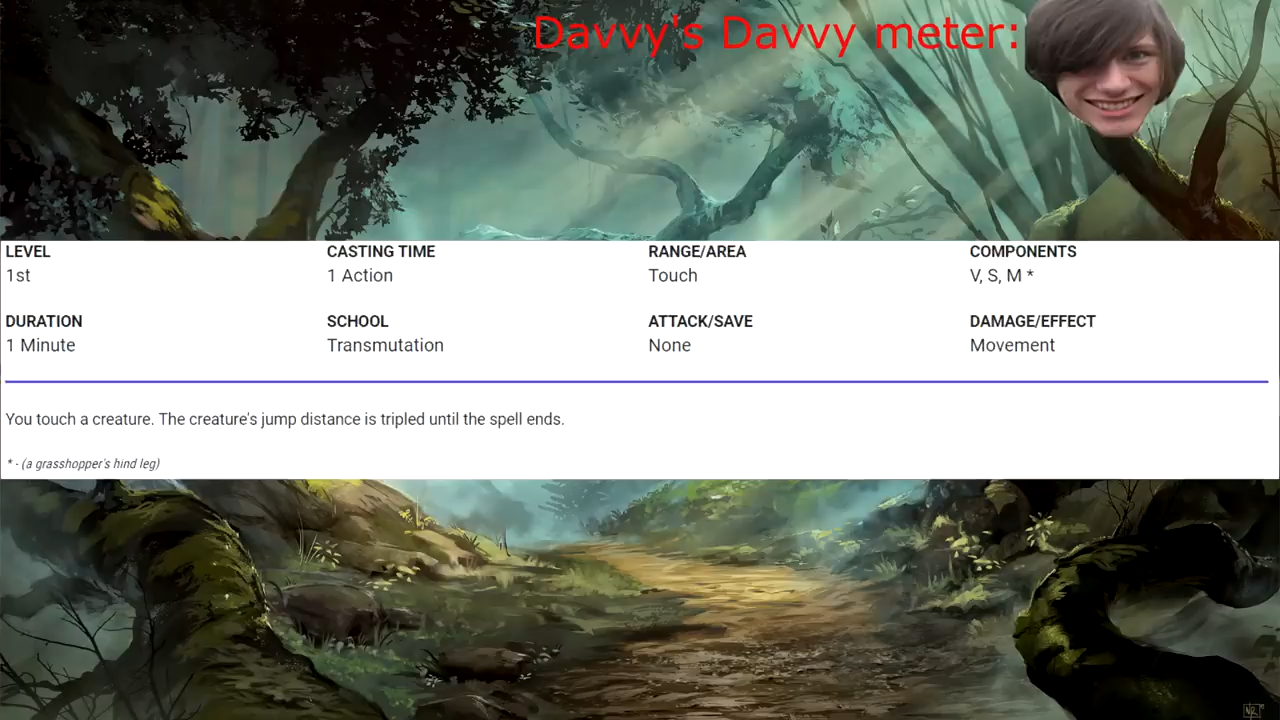 Davvy's Davvy meter:
LEVEL CASTING TIME RANGE/AREA COMPONENTS
1st 1 Action Touch V, S, M *
DURATION SCHOOL ATTACK/SAVE DAMAGE/EFFECT
1 Minute Transmutation None Movement
You touch a creature. The creature's jump distance is tripled until the spell ends.
* - (a grasshopper's hind leg)